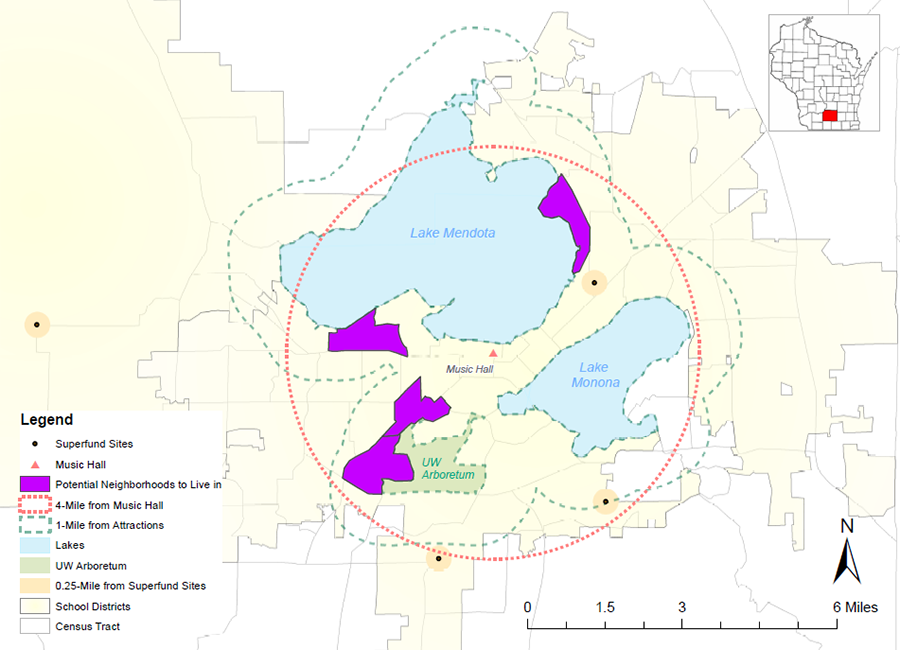 Lake Mendota
Music Hall
Lake
Monona
UW
Arboretum
Legend
Superfund Sites
Music Hall
Potential Neighborhoods to Live in
4-Mile from Music Hall
1-Mile from Attractions
Lakes
UW Arboretum
0.25-Mile from Superfund Sites
School Districts
Census Tract
N
0 1.5 3 6 Miles